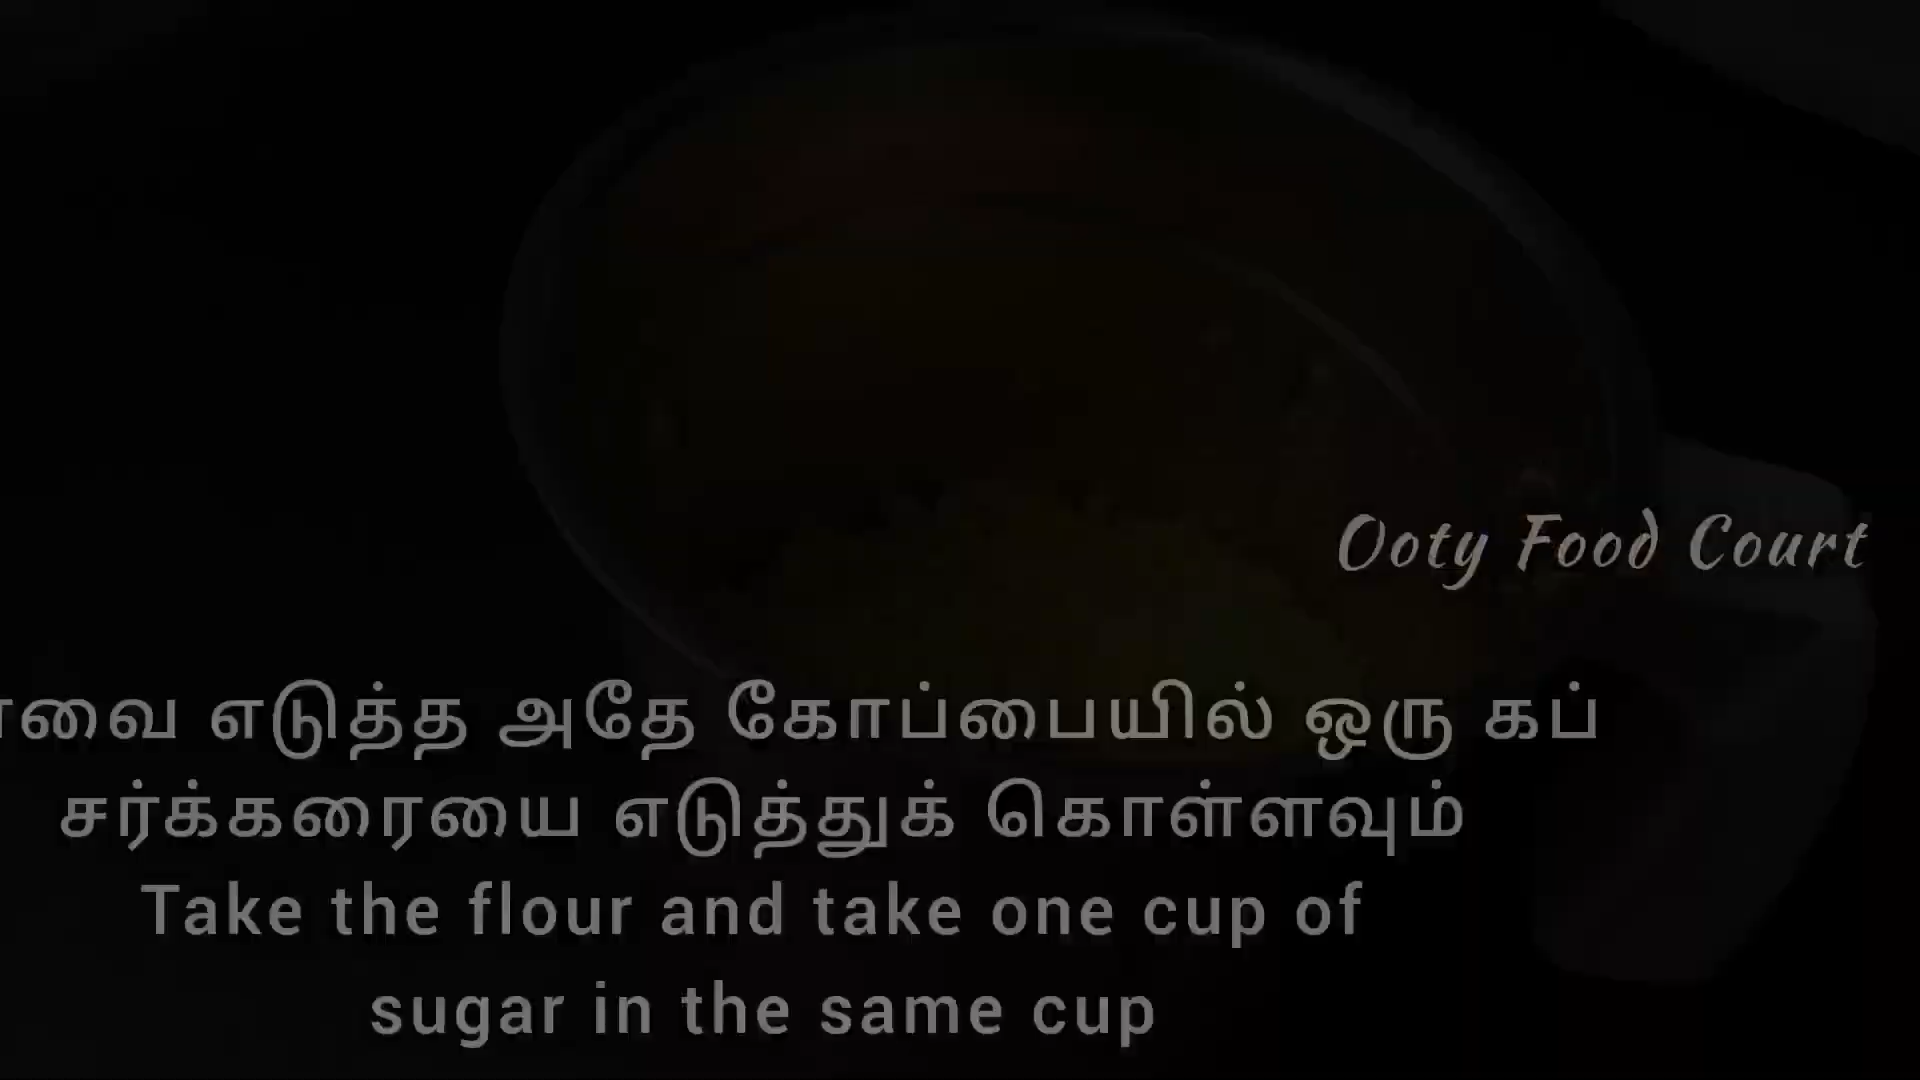 Ooty Food Court
எடுத்த அதே கோப்பையில் ஒரு கப்
சர்க்கரையை எடுத்துக் கொள்ளவும்
Take the flour and take one cup of
sugar in the same cup